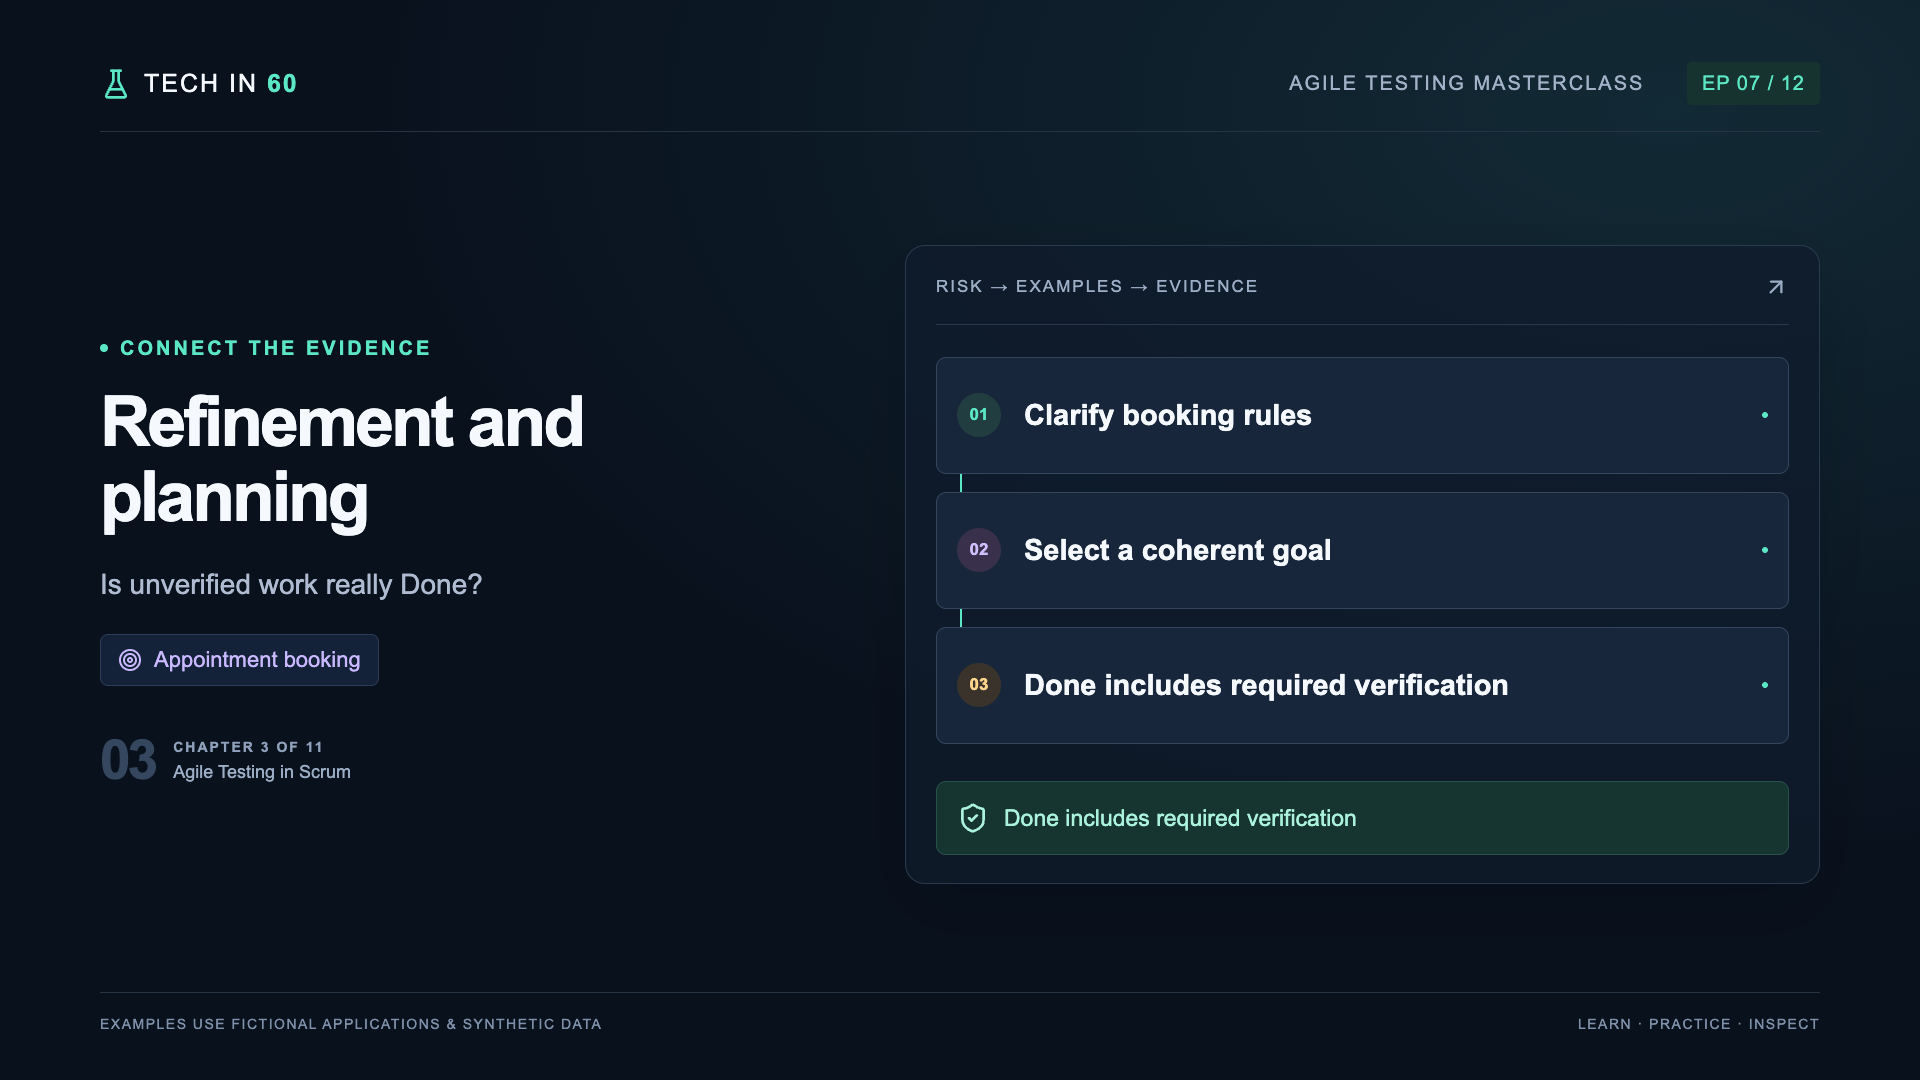 TECH IN 60
AGILE TESTING MASTERCLASS
EP 07 / 12
• CONNECT THE EVIDENCE
Refinement and
planning
Is unverified work really Done?
Appointment booking
03
CHAPTER 3 OF 11
Agile Testing in Scrum
RISK → EXAMPLES → EVIDENCE
01 Clarify booking rules
02 Select a coherent goal
03 Done includes required verification
Done includes required verification
EXAMPLES USE FICTIONAL APPLICATIONS & SYNTHETIC DATA
LEARN · PRACTICE · INSPECT